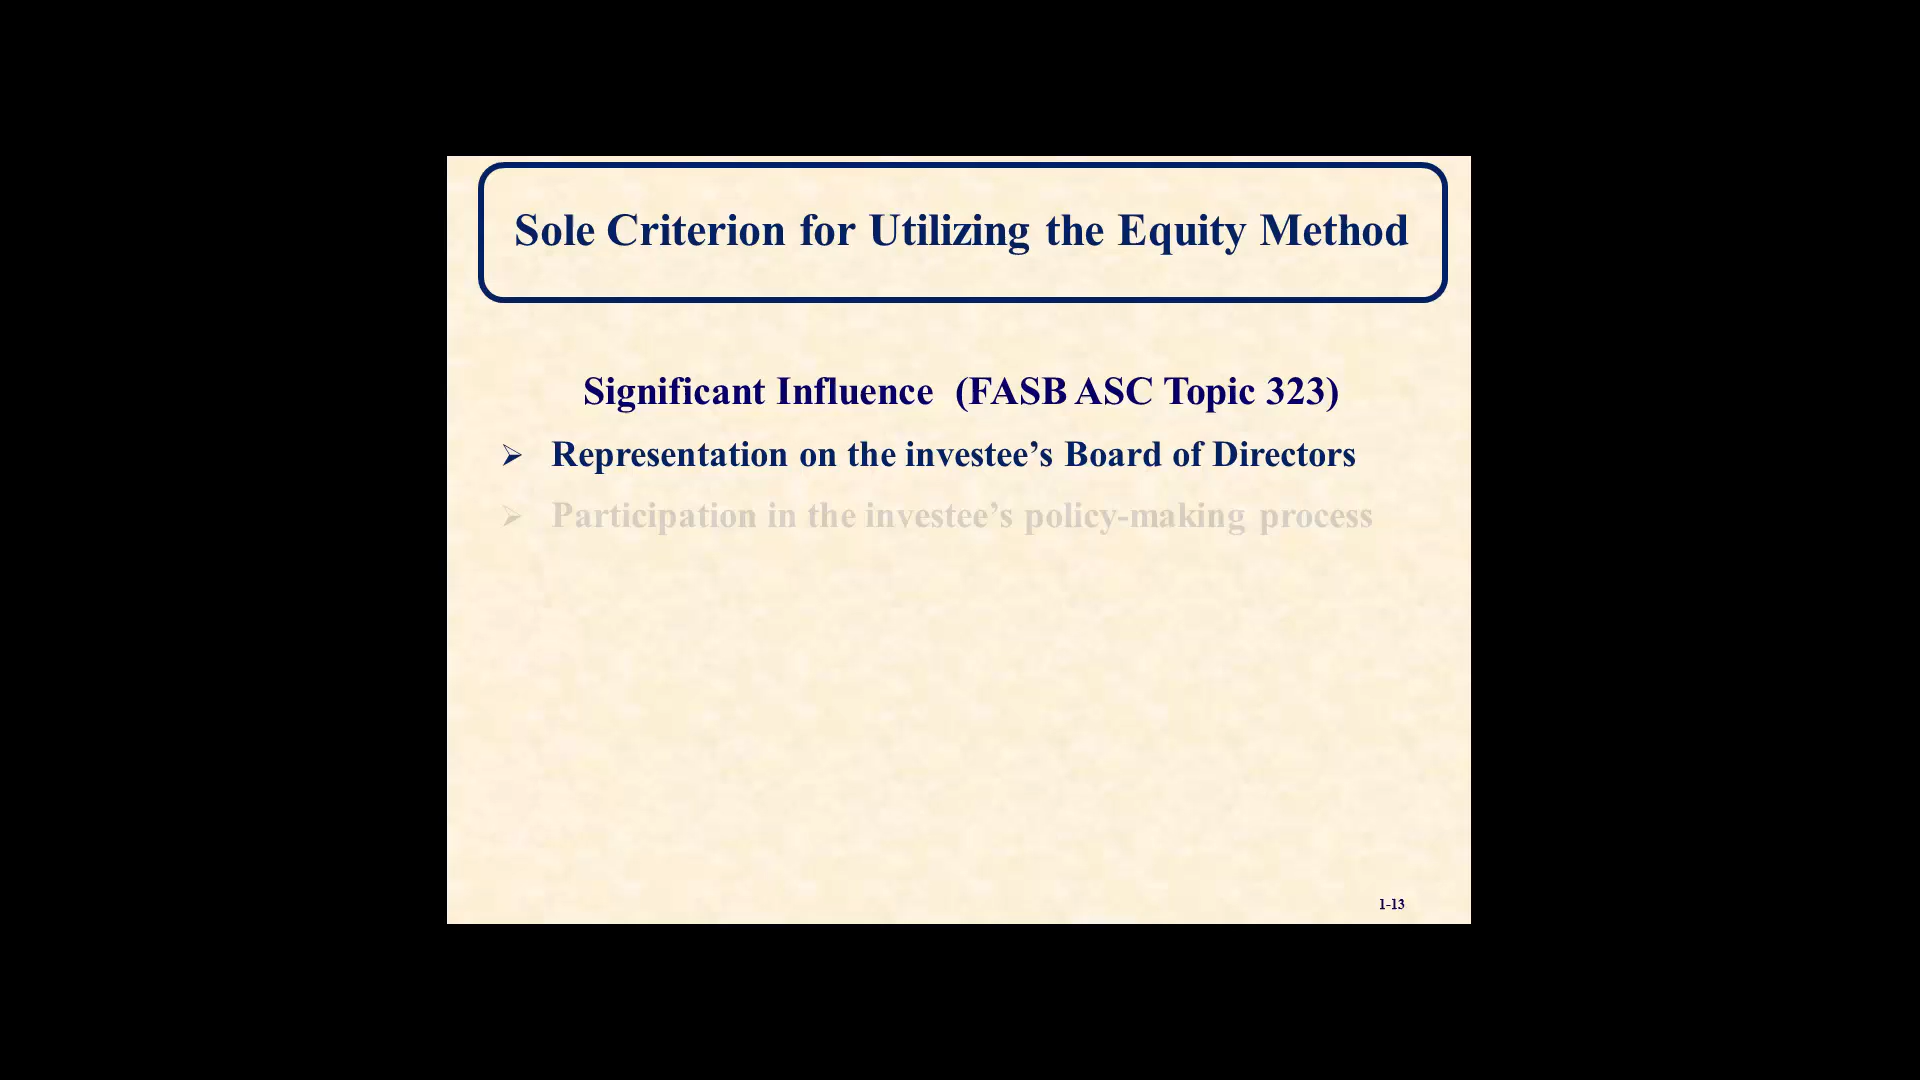 Sole Criterion for Utilizing the Equity Method
Significant Influence (FASB ASC Topic 323)
➢ Representation on the investee’s Board of Directors
➢ Participation in the investee’s policy-making process
1-13